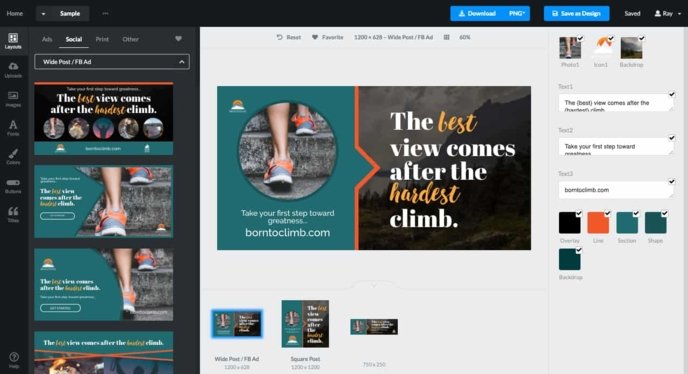 Home
Sample
Download
PNG
Save as Design
Saved
Ray
Layouts
Uploads
Images
Fonts
Colors
Buttons
Titles
Help
Ads
Social
Print
Other
Wide Post / FB Ad
Take your first step toward greatness...
The best view comes
after the hardest climb.
borntoclimb.com
Take your first step toward
greatness...
The best view
comes after the
hardest climb.
GET STARTED
The best view comes
after the hardest climb.
Take your first step toward greatness...
GET STARTED
borntoclimb.com
The best view comes
after the hardest climb.
Reset
Favorite
1200 x 628 - Wide Post / FB Ad
60%
Take your first step toward
greatness...
borntoclimb.com
The best
view comes
after the
hardest
climb.
Wide Post / FB Ad
1200 x 628
The best
view comes
after the
hardest
climb.
Square Post
1200 x 1200
750 x 250
Photo1
Icon1
Backdrop
Text1
The {best} view comes after the
{hardest} climb.
Text2
Take your first step toward
greatness...
Text3
borntoclimb.com
Overlay
Line
Section
Shape
Backdrop